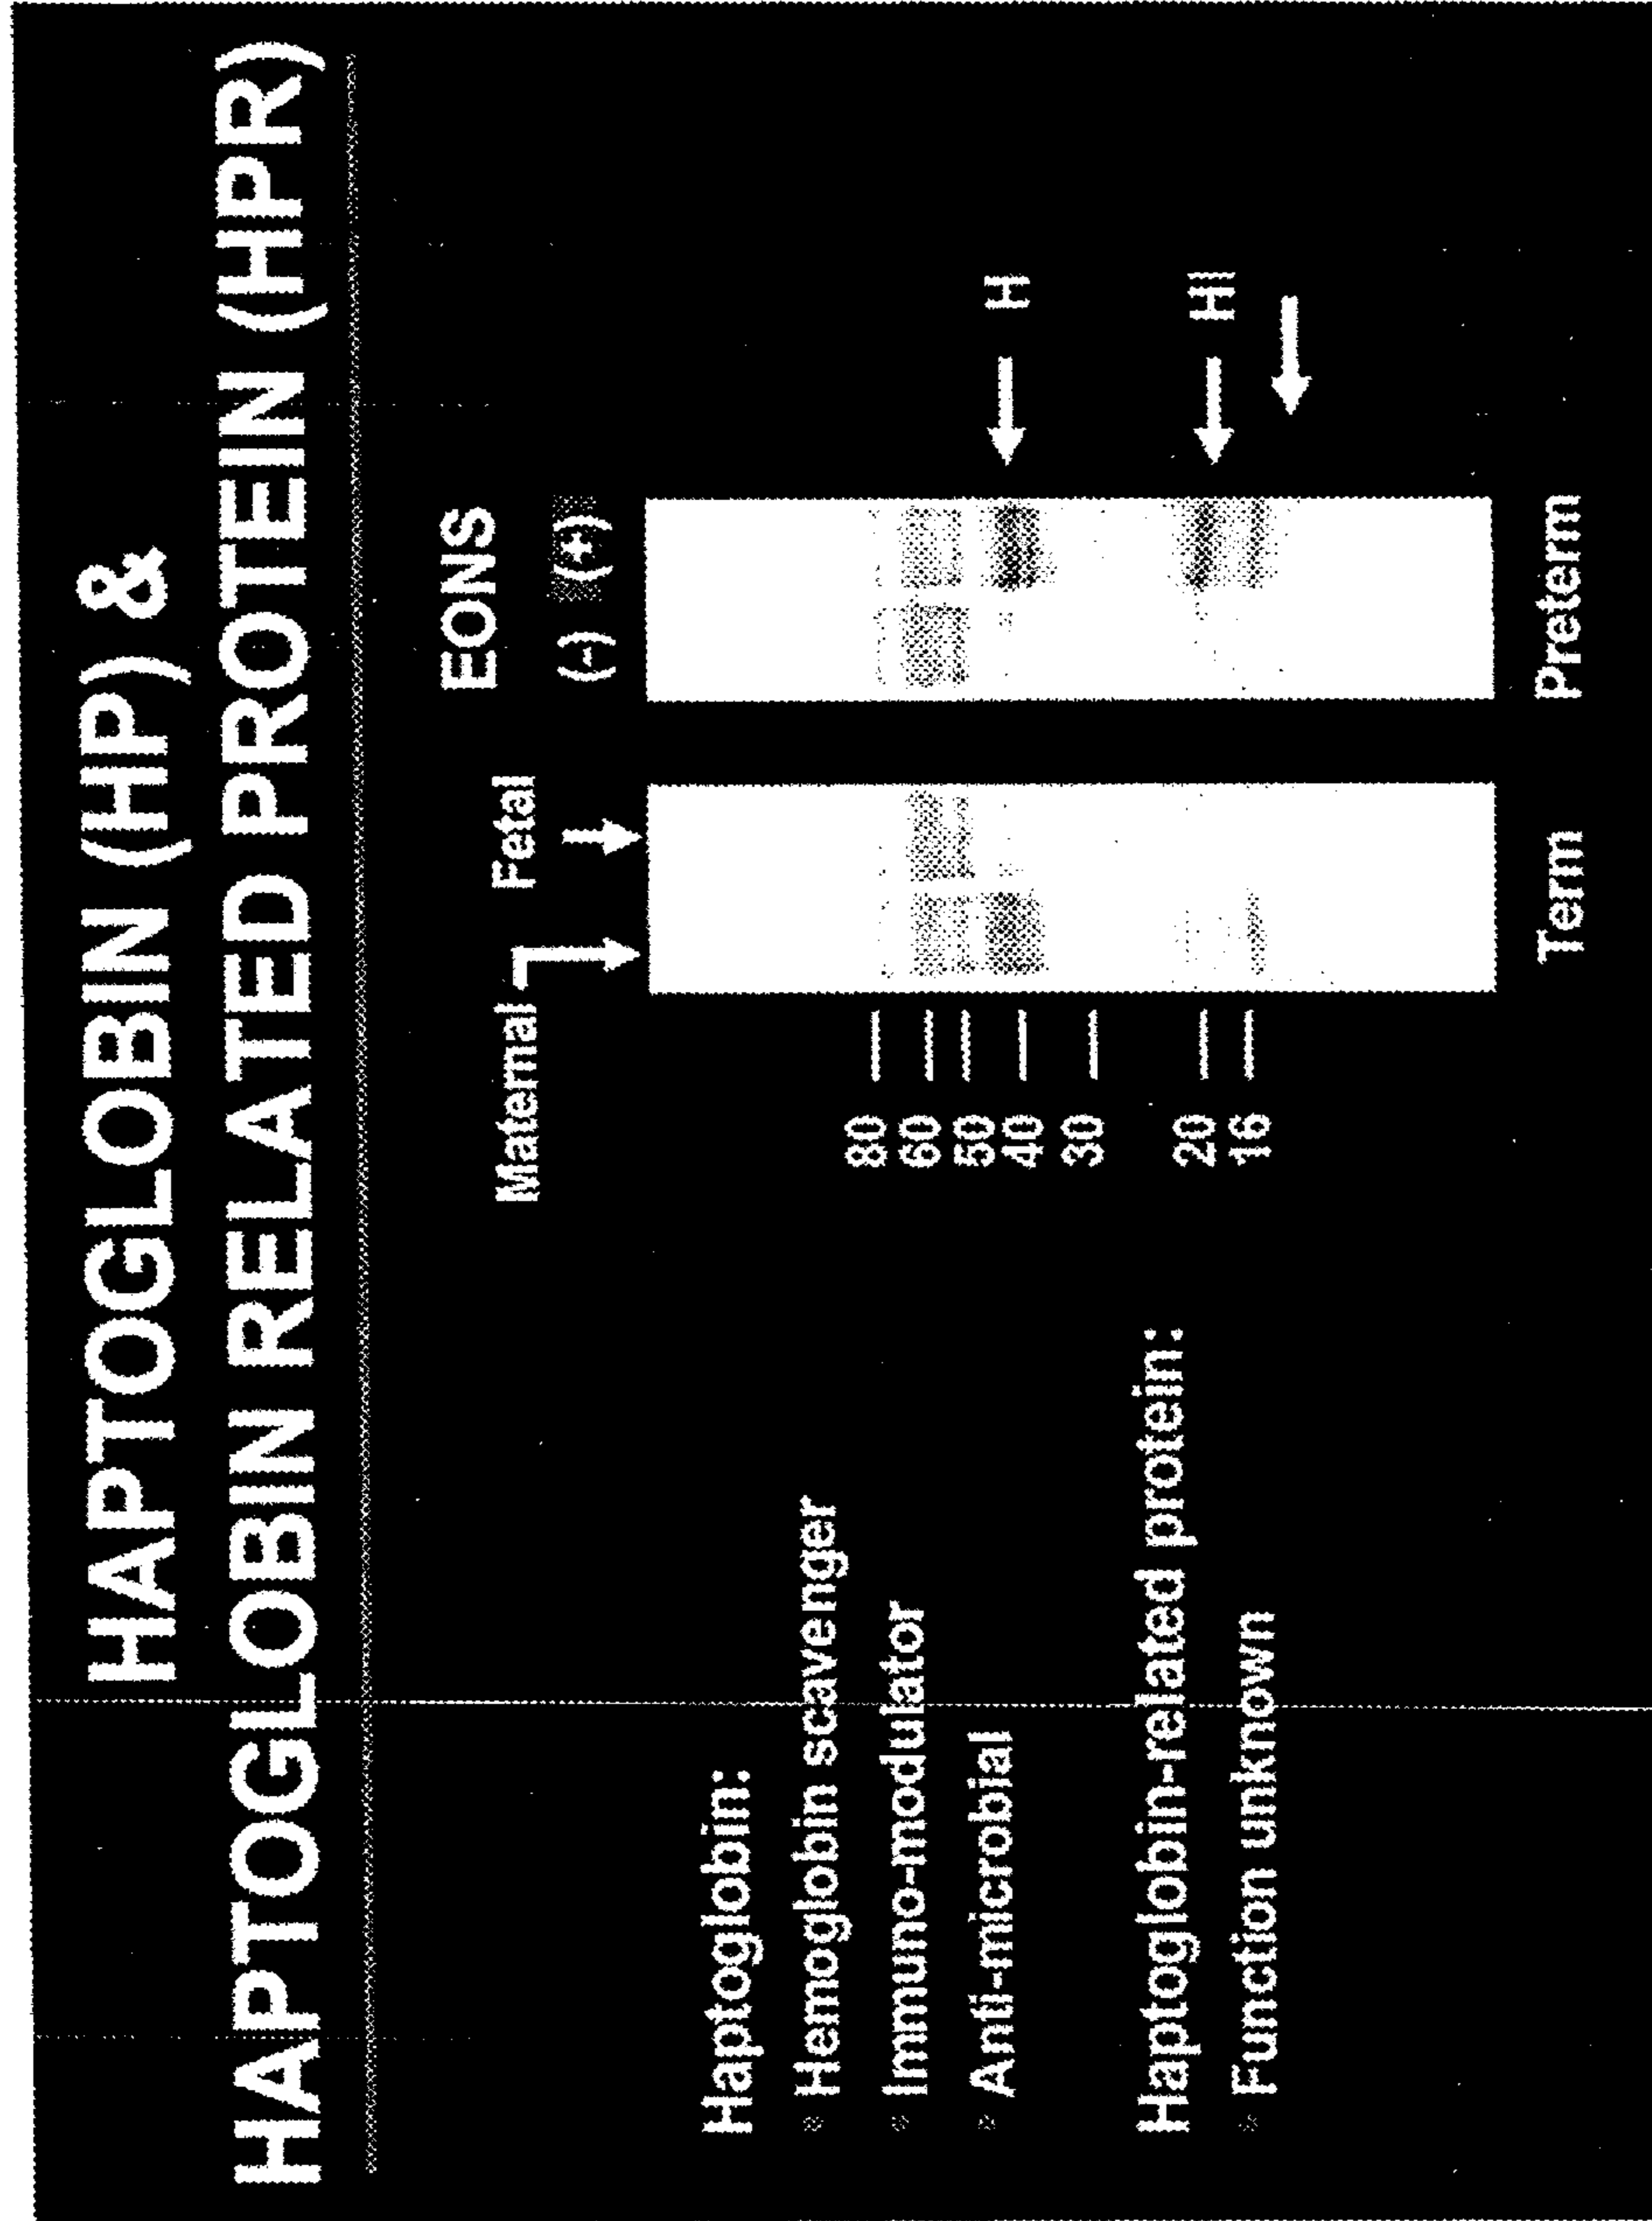 HAPTOGLOBIN (HP) &
HAPTOGLOBIN RELATED PROTEIN (HPR)
Haptoglobin:
Hemoglobin scavenger
Immuno-modulator
Anti-microbial
Haptoglobin-related protein:
Function unknown
EONS
Maternal Fetal
(-) (+)
80
60
50
40
30
20
16
H
HI
Term
Preterm